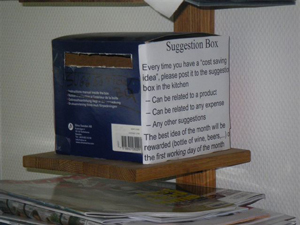 Suggestion Box
Every time you have a "cost saving
idea", please post it to the suggestio
box in the kitchen
– Can be related to a product
– Can be related to any expense
– Any other suggestions
The best idea of the month will be
rewarded (bottle of wine, beers,...) is
the first working day of the month